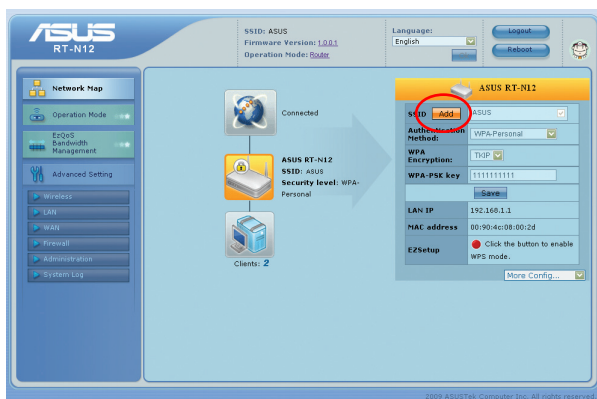 ASUS
RT-N12
SSID: ASUS
Firmware Version: 1.0.0.1
Operation Mode: Router
Language:
English
Logout
Reboot
Network Map
Operation Mode
EzQoS
Bandwidth
Management
Advanced Setting
Wireless
LAN
WAN
Firewall
Administration
System Log
Connected
ASUS RT-N12
SSID: ASUS
Security level: WPA-
Personal
Clients: 2
ASUS RT-N12
SSID Add ASUS
Authentication
Method: WPA-Personal
WPA
Encryption: TKIP
WPA-PSK key 1111111111
Save
LAN IP 192.168.1.1
MAC address 00:90:4c:08:00:2d
EZSetup Click the button to enable
WPS mode.
More Config...
2009 ASUSTek Computer Inc. All rights reserved.